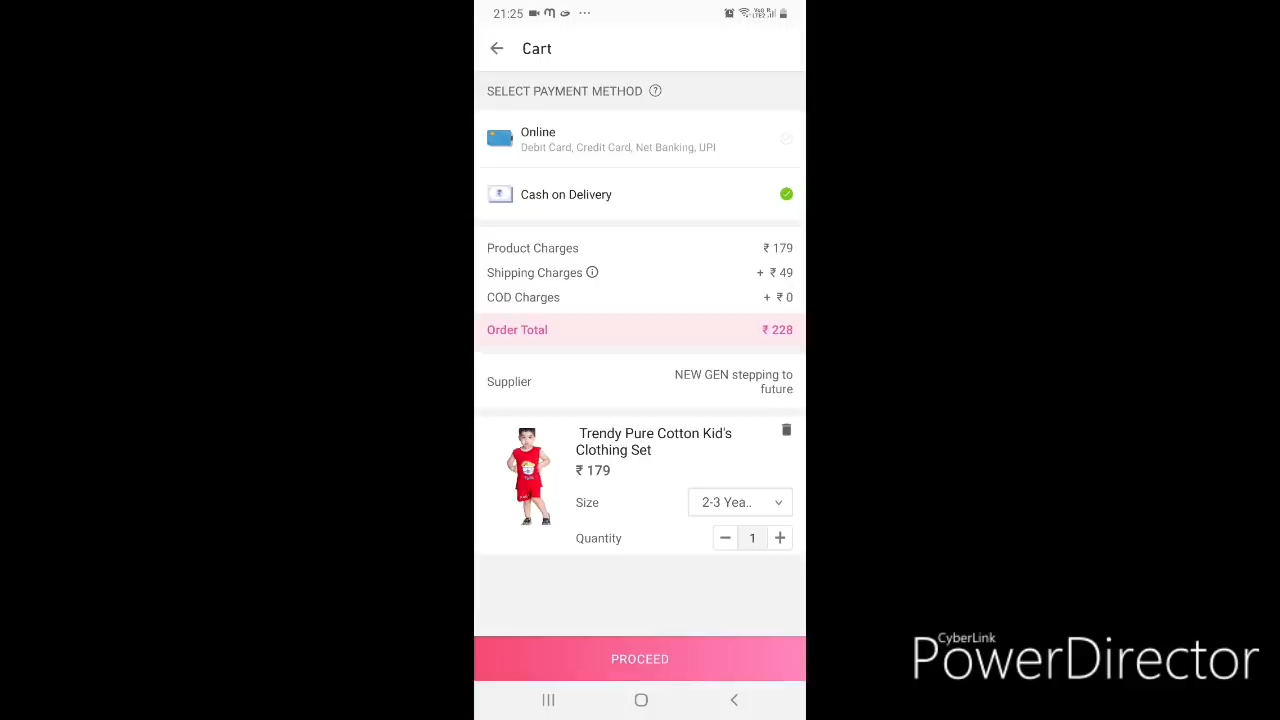 21:25
Cart
SELECT PAYMENT METHOD
Online
Debit Card, Credit Card, Net Banking, UPI
Cash on Delivery
Product Charges ₹ 179
Shipping Charges + ₹ 49
COD Charges + ₹ 0
Order Total ₹ 228
Supplier NEW GEN stepping to
future
Trendy Pure Cotton Kid's
Clothing Set
₹ 179
Size 2-3 Yea..
Quantity 1
PROCEED
CyberLink
PowerDirector